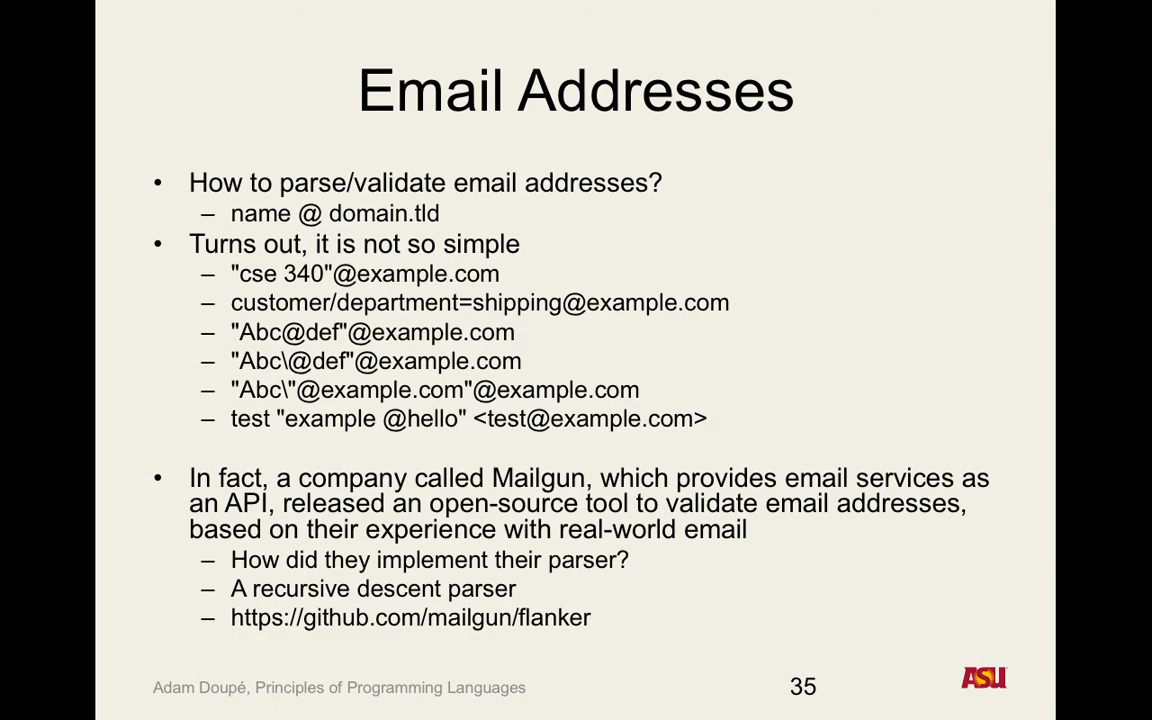 Email Addresses
• How to parse/validate email addresses?
– name @ domain.tld
• Turns out, it is not so simple
– "cse 340"@example.com
– customer/department=shipping@example.com
– "Abc@def"@example.com
– "Abc\@def"@example.com
– "Abc\"@example.com"@example.com
– test "example @hello" <test@example.com>
• In fact, a company called Mailgun, which provides email services as
an API, released an open-source tool to validate email addresses,
based on their experience with real-world email
– How did they implement their parser?
– A recursive descent parser
– https://github.com/mailgun/flanker
Adam Doupé, Principles of Programming Languages
35
ASU